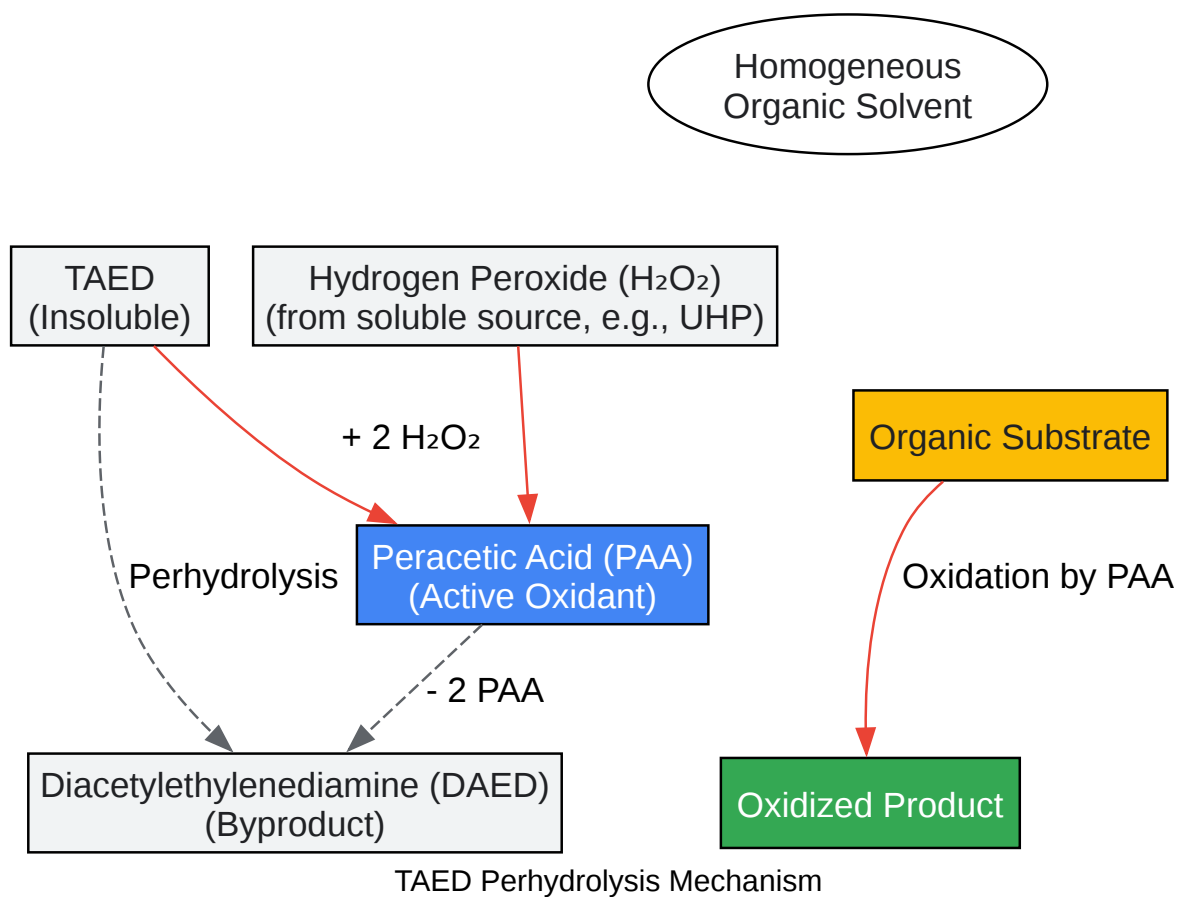 Homogeneous
Organic Solvent
TAED
(Insoluble)
Hydrogen Peroxide (H₂O₂)
(from soluble source, e.g., UHP)
+ 2 H₂O₂
Organic Substrate
Perhydrolysis
Peracetic Acid (PAA)
(Active Oxidant)
Oxidation by PAA
- 2 PAA
Diacetylethylenediamine (DAED)
(Byproduct)
Oxidized Product
TAED Perhydrolysis Mechanism